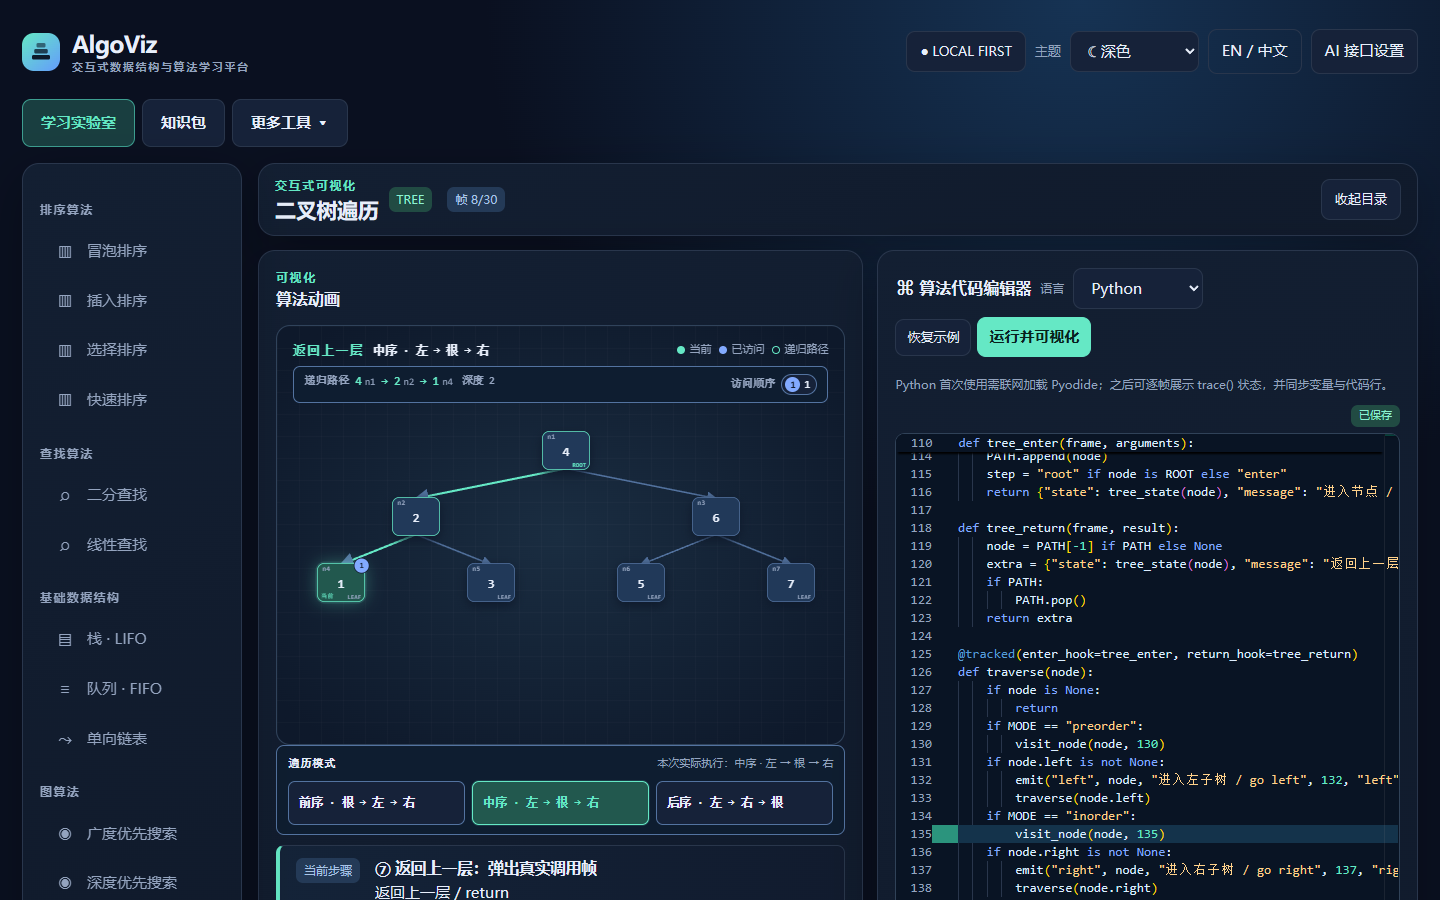 AlgoViz
交互式数据结构与算法学习平台
● LOCAL FIRST
主题
☾ 深色
EN / 中文
AI 接口设置
学习实验室
知识包
更多工具 ▾
排序算法
▥ 冒泡排序
▥ 插入排序
▥ 选择排序
▥ 快速排序
查找算法
⌕ 二分查找
⌕ 线性查找
基础数据结构
▤ 栈 · LIFO
≡ 队列 · FIFO
⤳ 单向链表
图算法
◉ 广度优先搜索
◉ 深度优先搜索
交互式可视化
二叉树遍历
TREE
帧 8/30
收起目录
可视化
算法动画
返回上一层 中序 · 左 → 根 → 右
当前 已访问 递归路径
递归路径 4 n1 → 2 n2 → 1 n4 深度 2
访问顺序 1 1
n1
4
ROOT
n2
2
n3
6
n4
1
1
当前
LEAF
n5
3
LEAF
n6
5
LEAF
n7
7
LEAF
遍历模式
本次实际执行：中序 · 左 → 根 → 右
前序 · 根 → 左 → 右
中序 · 左 → 根 → 右
后序 · 左 → 右 → 根
当前步骤
⑦ 返回上一层：弹出真实调用帧
返回上一层 / return
⌘ 算法代码编辑器
语言
Python
恢复示例
运行并可视化
Python 首次使用需联网加载 Pyodide；之后可逐帧展示 trace() 状态，并同步变量与代码行。
已保存
110 def tree_enter(frame, arguments):
114 PATH.append(node)
115 step = "root" if node is ROOT else "enter"
116 return {"state": tree_state(node), "message": "进入节点 /
117
118 def tree_return(frame, result):
119 node = PATH[-1] if PATH else None
120 extra = {"state": tree_state(node), "message": "返回上一层
121 if PATH:
122 PATH.pop()
123 return extra
124
125 @tracked(enter_hook=tree_enter, return_hook=tree_return)
126 def traverse(node):
127 if node is None:
128 return
129 if MODE == "preorder":
130 visit_node(node, 130)
131 if node.left is not None:
132 emit("left", node, "进入左子树 / go left", 132, "left"
133 traverse(node.left)
134 if MODE == "inorder":
135 visit_node(node, 135)
136 if node.right is not None:
137 emit("right", node, "进入右子树 / go right", 137, "rig
138 traverse(node.right)